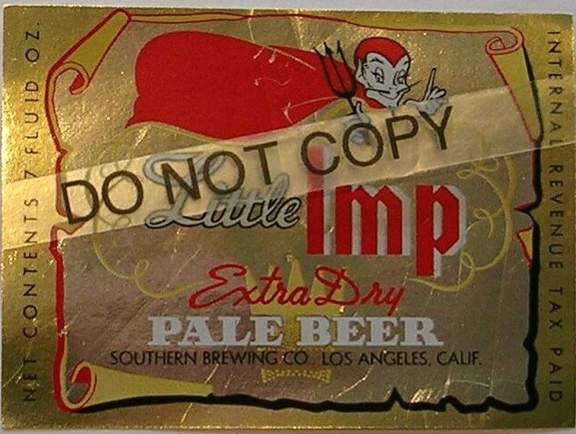 NET CONTENTS 7 FLUID OZ.
DO NOT COPY
Little
imp
Extra Dry
PALE BEER
SOUTHERN BREWING CO., LOS ANGELES, CALIF.
INTERNAL REVENUE TAX PAID